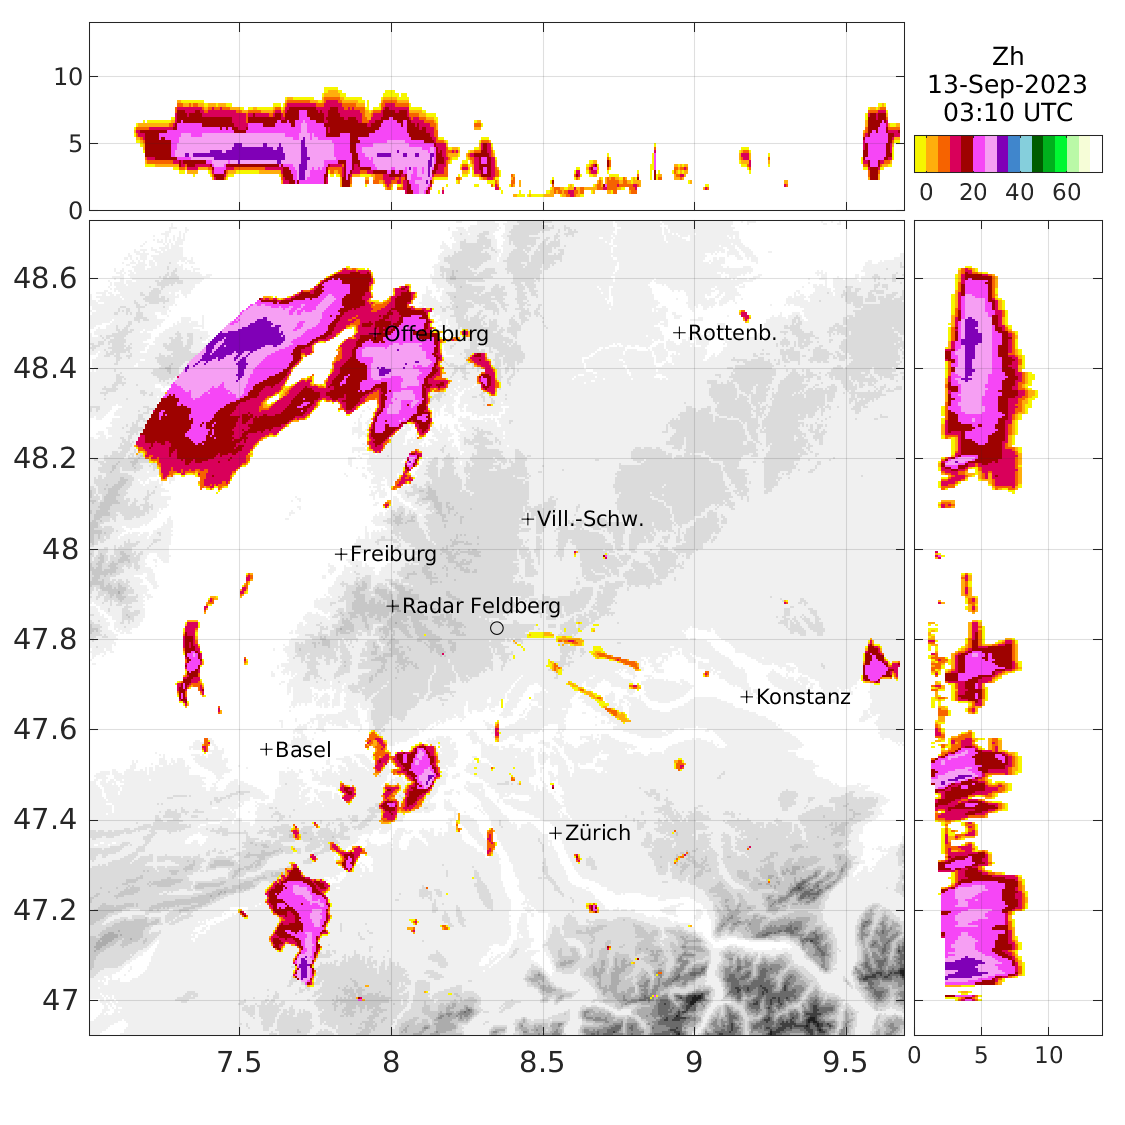 10
5
0
Zh
13-Sep-2023
03:10 UTC
0 20 40 60
48.6
48.4
48.2
48
47.8
47.6
47.4
47.2
47
Offenburg
+Rottenb.
+Vill.-Schw.
+Freiburg
+Radar Feldberg
+Konstanz
+Basel
+Zürich
7.5 8 8.5 9 9.5
0 5 10